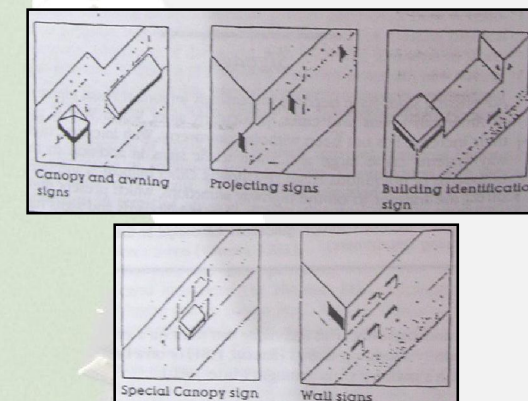 Canopy and awning
signs
Projecting signs
Building identificatio
sign
Special Canopy sign
Wall signs